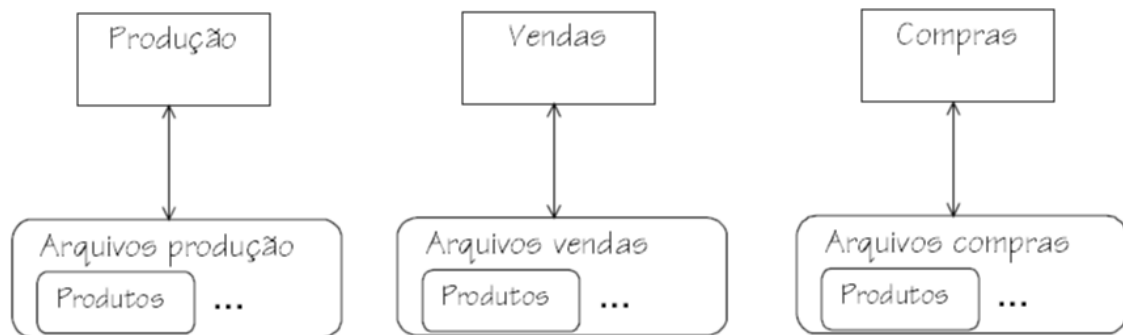 Produção
Vendas
Compras
Arquivos produção
Produtos ...
Arquivos vendas
Produtos ...
Arquivos compras
Produtos ...